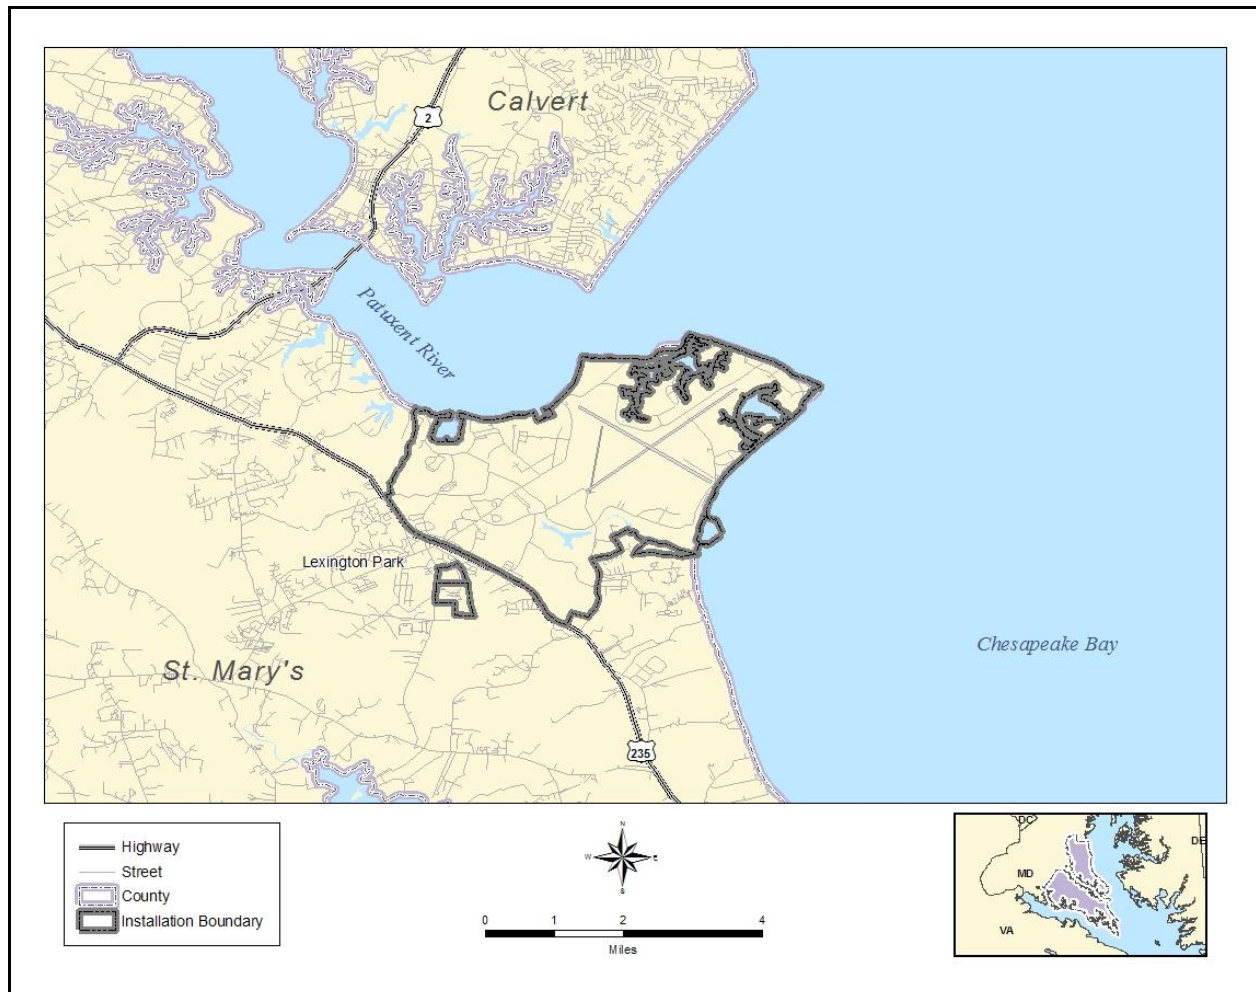 Calvert
2
Patuxent River
Lexington Park
Chesapeake Bay
St. Mary's
235
Highway
Street
County
Installation Boundary
N
W
E
S
0 1 2 4
Miles
DC
DE
MD
VA